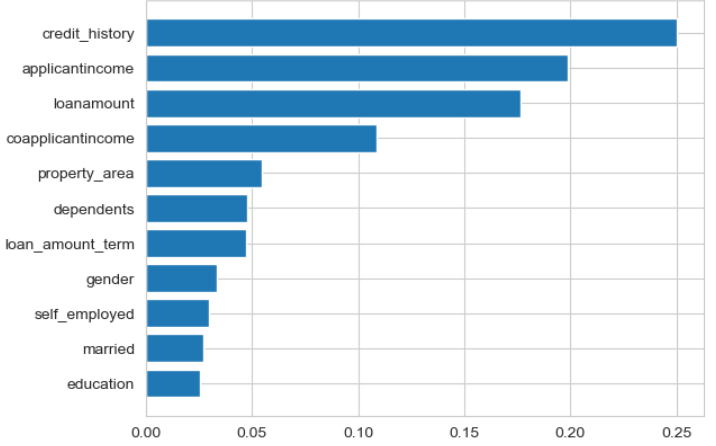 credit_history
applicantincome
loanamount
coapplicantincome
property_area
dependents
loan_amount_term
gender
self_employed
married
education
0.00 0.05 0.10 0.15 0.20 0.25